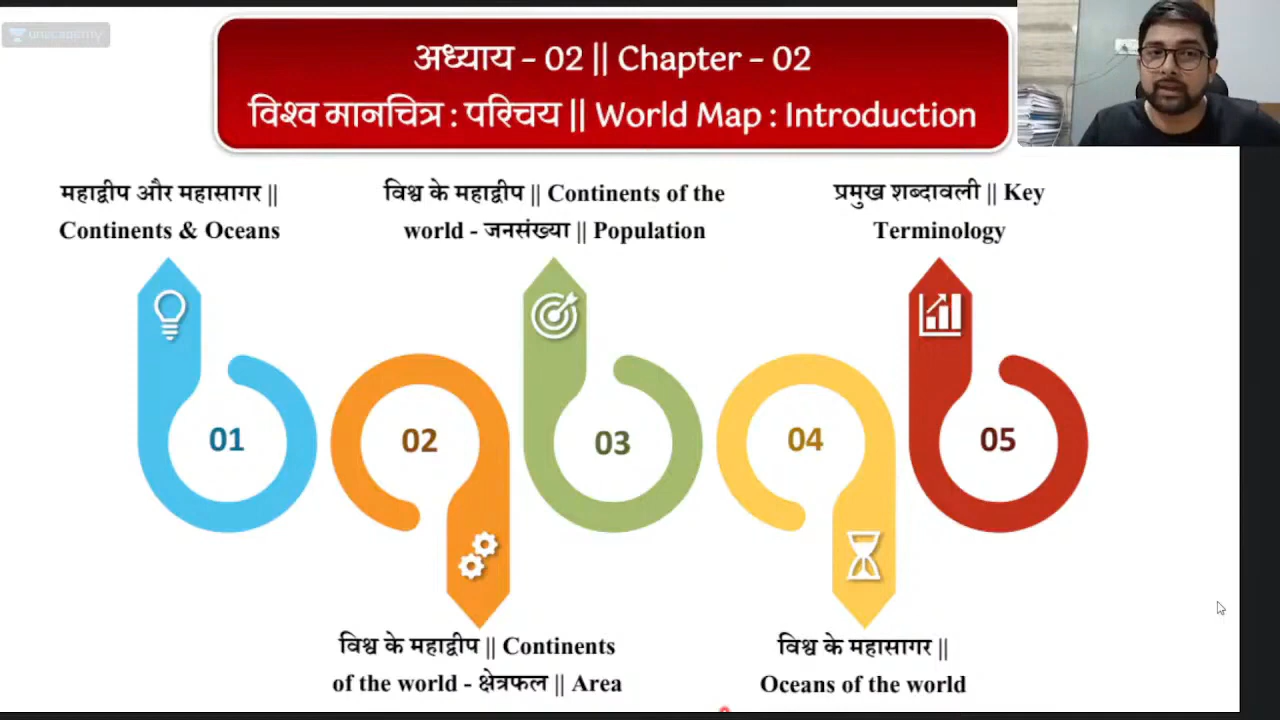 unacademy
अध्याय - 02 || Chapter - 02
विश्व मानचित्र : परिचय || World Map : Introduction
महाद्वीप और महासागर ||
Continents & Oceans
विश्व के महाद्वीप || Continents of the
world - जनसंख्या || Population
प्रमुख शब्दावली || Key
Terminology
01
02
03
04
05
विश्व के महाद्वीप || Continents
of the world - क्षेत्रफल || Area
विश्व के महासागर ||
Oceans of the world